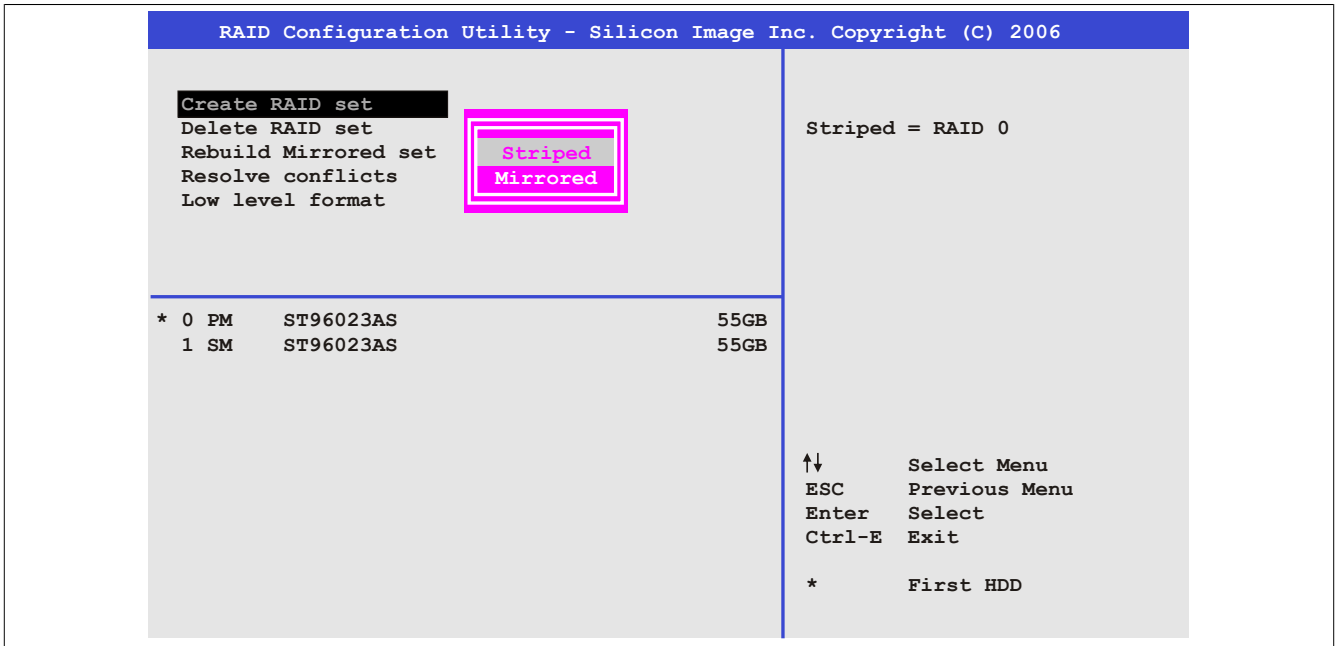 RAID Configuration Utility - Silicon Image Inc. Copyright (C) 2006
Create RAID set
Delete RAID set
Rebuild Mirrored set
Resolve conflicts
Low level format
Striped
Mirrored
Striped = RAID 0
* 0 PM ST96023AS 55GB
1 SM ST96023AS 55GB
↑↓ Select Menu
ESC Previous Menu
Enter Select
Ctrl-E Exit
* First HDD